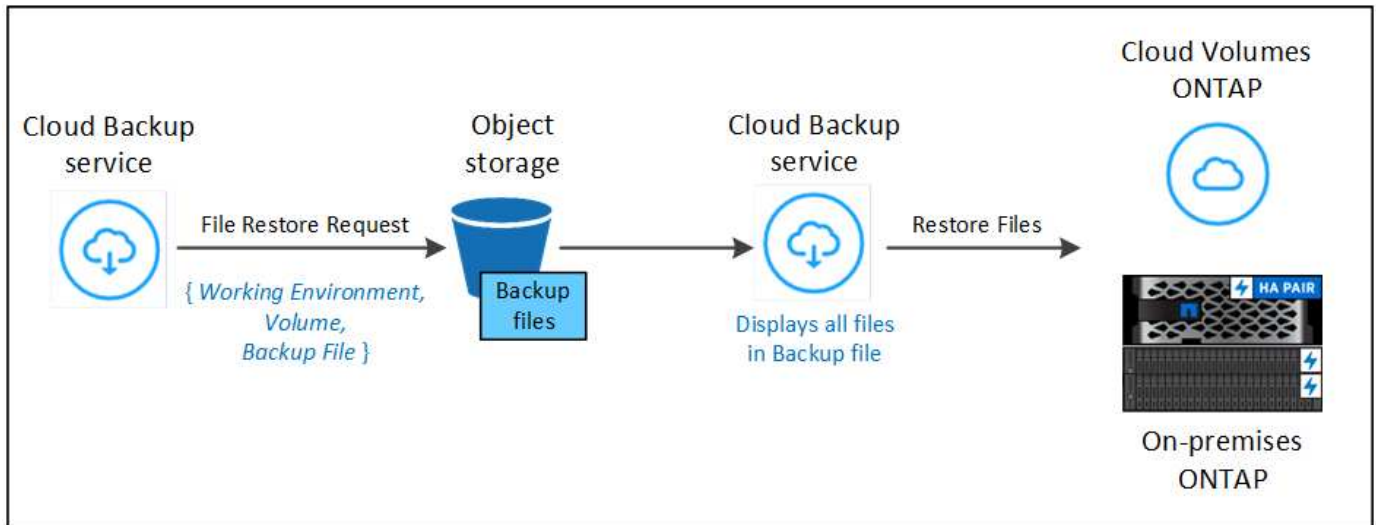 Cloud Backup
service
File Restore Request
{ Working Environment,
Volume,
Backup File }
Object
storage
Backup
files
Cloud Backup
service
Displays all files
in Backup file
Restore Files
Cloud Volumes
ONTAP
HA PAIR
On-premises
ONTAP